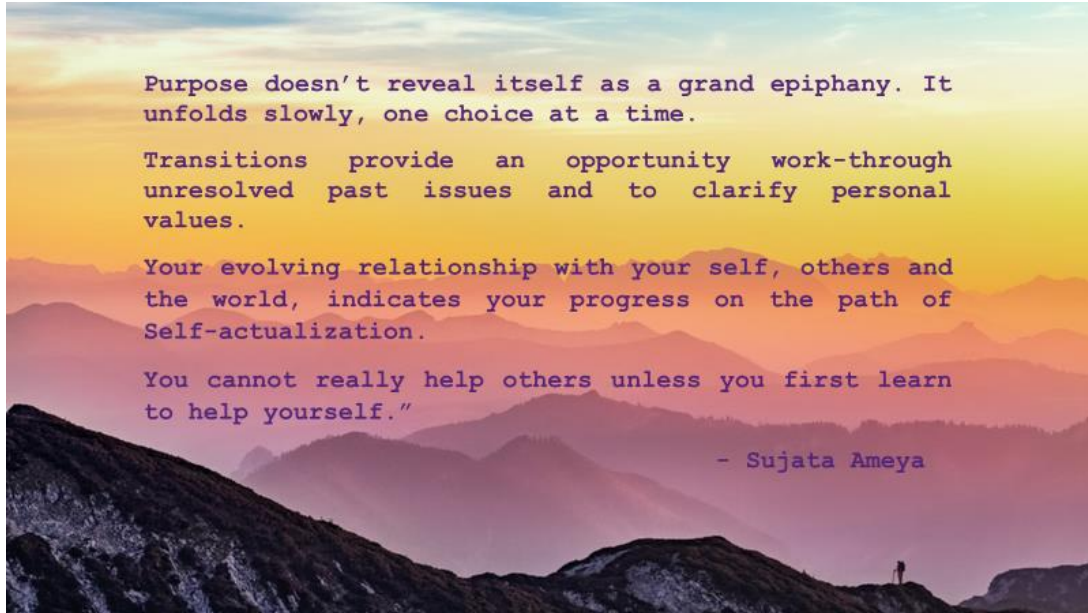 Purpose doesn’t reveal itself as a grand epiphany. It
unfolds slowly, one choice at a time.
Transitions provide an opportunity work-through
unresolved past issues and to clarify personal
values.
Your evolving relationship with your self, others and
the world, indicates your progress on the path of
Self-actualization.
You cannot really help others unless you first learn
to help yourself.”
- Sujata Ameya